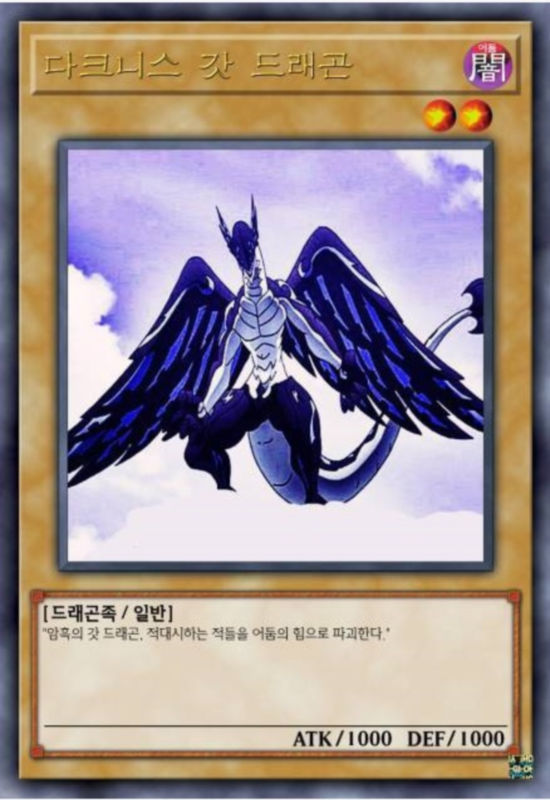 다크니스 갓 드래곤
어둠
闇
[드래곤족 / 일반]
"암흑의 갓 드래곤, 적대시하는 적들을 어둠의 힘으로 파괴한다."
ATK/1000 DEF/1000